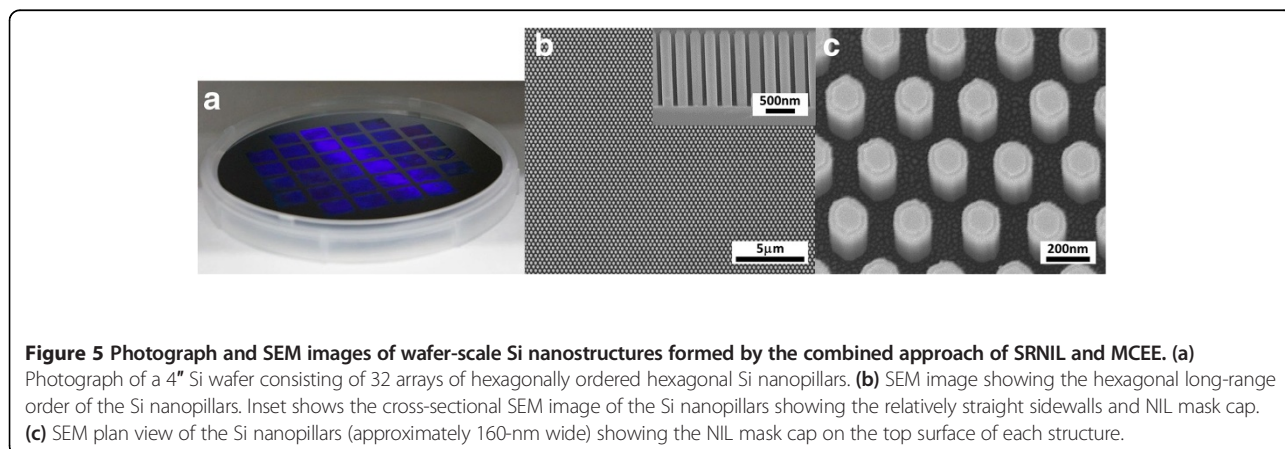 a
b
c
500nm
5μm
200nm
Figure 5 Photograph and SEM images of wafer-scale Si nanostructures formed by the combined approach of SRNIL and MCEE. (a)
Photograph of a 4" Si wafer consisting of 32 arrays of hexagonally ordered hexagonal Si nanopillars. (b) SEM image showing the hexagonal long-range
order of the Si nanopillars. Inset shows the cross-sectional SEM image of the Si nanopillars showing the relatively straight sidewalls and NIL mask cap.
(c) SEM plan view of the Si nanopillars (approximately 160-nm wide) showing the NIL mask cap on the top surface of each structure.